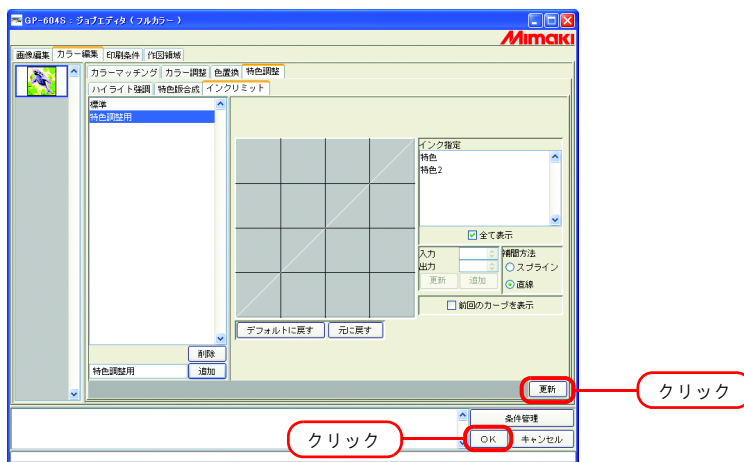 GP-604S : ジョブエディタ ( フルカラー )
Mimaki
画像編集 カラー編集 印刷条件 作図領域
カラーマッチング カラー調整 色置換 特色調整
ハイライト強調 特色版合成 インクリミット
標準
特色調整用
インク指定
特色
特色2
全て表示
入力
出力
更新 追加
補間方法
スプライン
直線
前回のカーブを表示
デフォルトに戻す 元に戻す
削除
特色調整用 追加
更新
クリック
条件管理
クリック
OK キャンセル